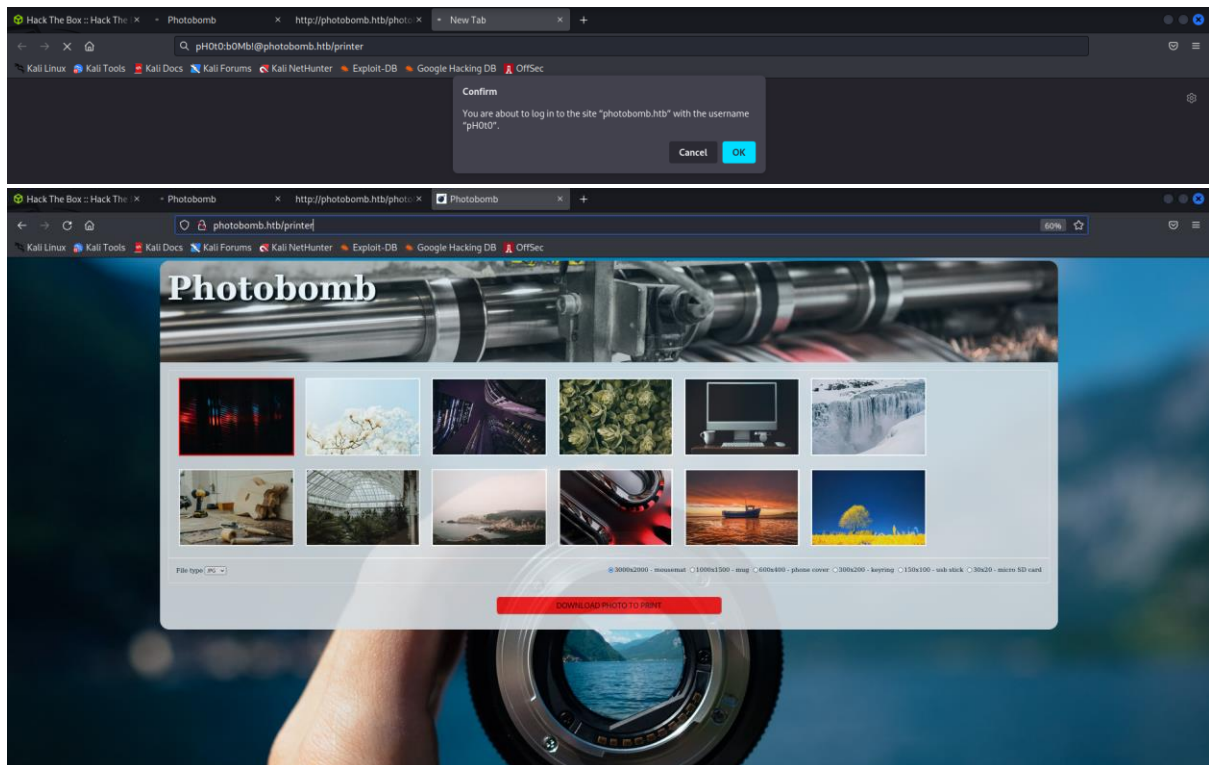 Hack The Box :: Hack The
Photobomb
http://photobomb.htb/photo
New Tab
pH0t0:b0Mb!@photobomb.htb/printer
Kali Linux Kali Tools Kali Docs Kali Forums Kali NetHunter Exploit-DB Google Hacking DB OffSec
Confirm
You are about to log in to the site "photobomb.htb" with the username
"pH0t0".
Cancel OK
Hack The Box :: Hack The
Photobomb
http://photobomb.htb/photo
Photobomb
photobomb.htb/printer 60%
Kali Linux Kali Tools Kali Docs Kali Forums Kali NetHunter Exploit-DB Google Hacking DB OffSec
Photobomb
File type JPG 3000x2000 - mousemat 1000x1500 - mug 600x400 - phone cover 300x200 - keyring 150x100 - usb stick 30x20 - micro SD card
DOWNLOAD PHOTO TO PRINT